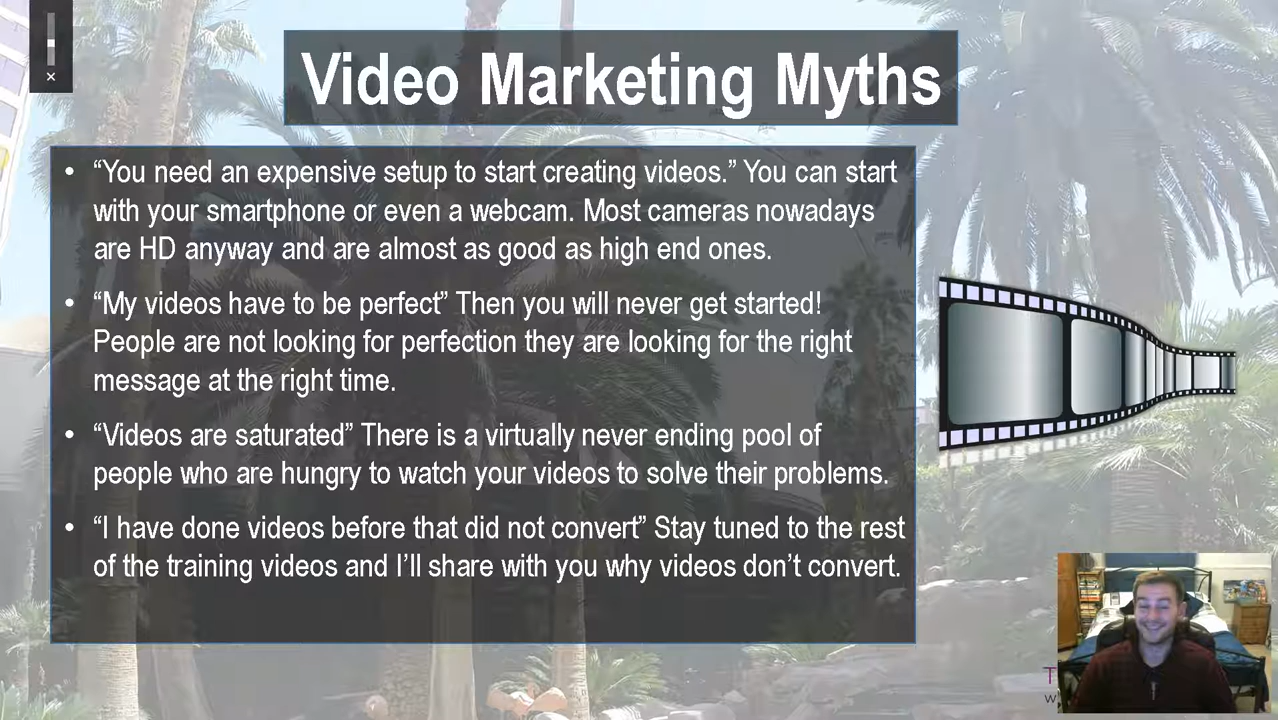 Video Marketing Myths
• “You need an expensive setup to start creating videos.” You can start
with your smartphone or even a webcam. Most cameras nowadays
are HD anyway and are almost as good as high end ones.
• “My videos have to be perfect” Then you will never get started!
People are not looking for perfection they are looking for the right
message at the right time.
• “Videos are saturated” There is a virtually never ending pool of
people who are hungry to watch your videos to solve their problems.
• “I have done videos before that did not convert” Stay tuned to the rest
of the training videos and I’ll share with you why videos don’t convert.